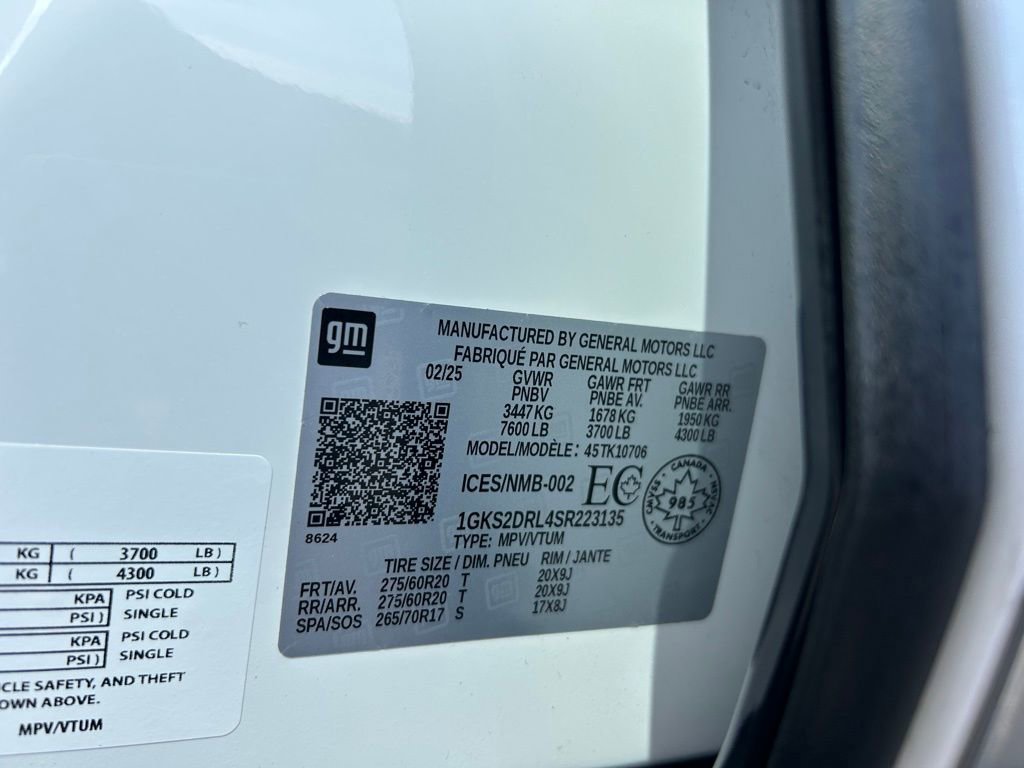 gm
MANUFACTURED BY GENERAL MOTORS LLC
FABRIQUÉ PAR GENERAL MOTORS LLC
02/25 GVWR GAWR FRT GAWR RR
PNBV PNBE AV. PNBE ARR.
3447 KG 1678 KG 1950 KG
7600 LB 3700 LB 4300 LB
MODEL/MODÈLE: 45TK10706
ICES/NMB-002 EC
CANADA
CMVSS 985 NSVAC
TRANSPORT
1GKS2DRL4SR223135
8624
TYPE: MPV/VTUM
TIRE SIZE / DIM. PNEU RIM / JANTE
FRT/AV. 275/60R20 T 20X9J
RR/ARR. 275/60R20 T 20X9J
SPA/SOS 265/70R17 S 17X8J
gm
KG ( 3700 LB )
KG ( 4300 LB )
KPA PSI COLD
PSI ) SINGLE
KPA PSI COLD
PSI ) SINGLE
CLE SAFETY, AND THEFT
OWN ABOVE.
MPV/VTUM